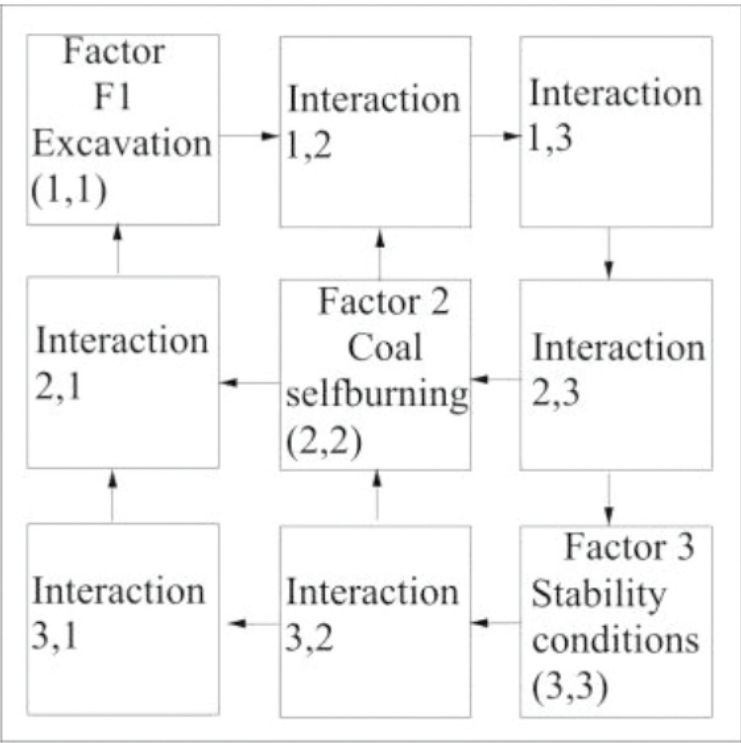 Factor
F1
Excavation
(1,1)
Interaction
1,2
Interaction
1,3
Interaction
2,1
Factor 2
Coal
selfburning
(2,2)
Interaction
2,3
Interaction
3,1
Interaction
3,2
Factor 3
Stability
conditions
(3,3)